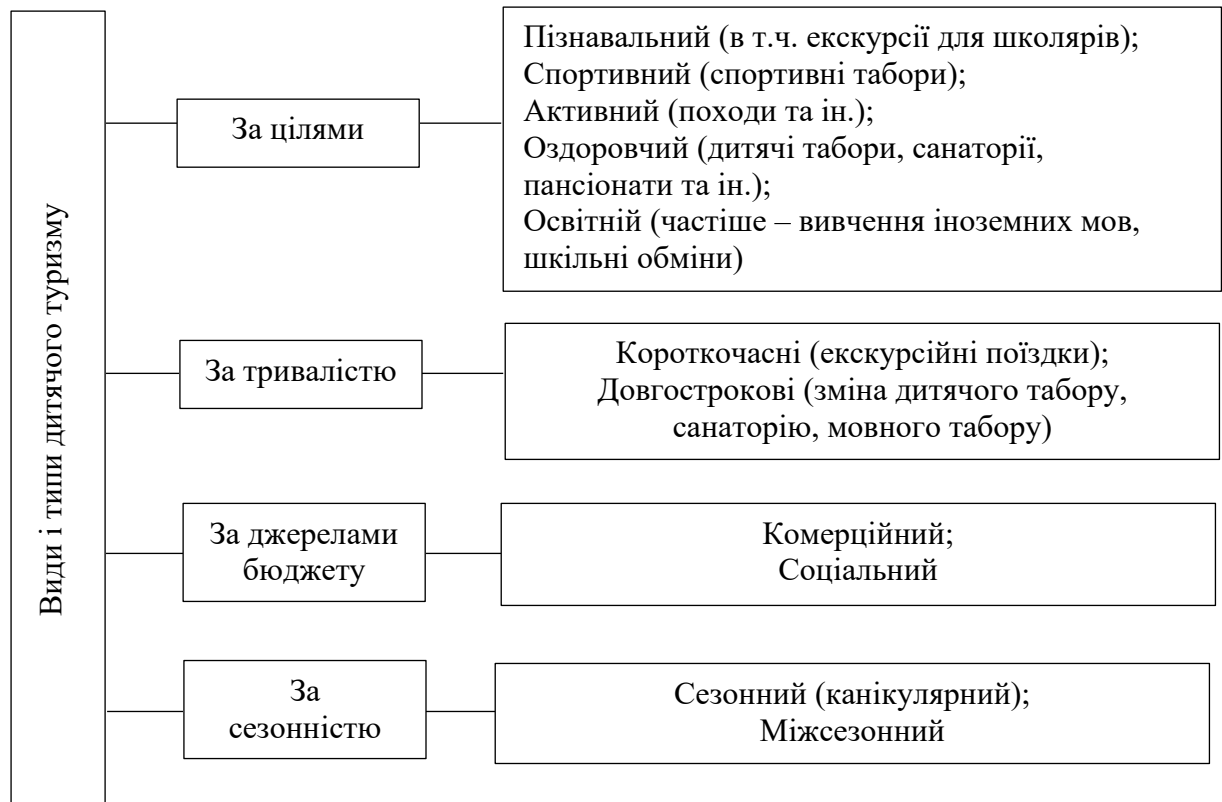 Види і типи дитячого туризму
За цілями
Пізнавальний (в т.ч. екскурсії для школярів);
Спортивний (спортивні табори);
Активний (походи та ін.);
Оздоровчий (дитячі табори, санаторії,
пансіонати та ін.);
Освітній (частіше – вивчення іноземних мов,
шкільні обміни)
За тривалістю
Короткочасні (екскурсійні поїздки);
Довгострокові (зміна дитячого табору,
санаторію, мовного табору)
За джерелами
бюджету
Комерційний;
Соціальний
За
сезонністю
Сезонний (канікулярний);
Міжсезонний